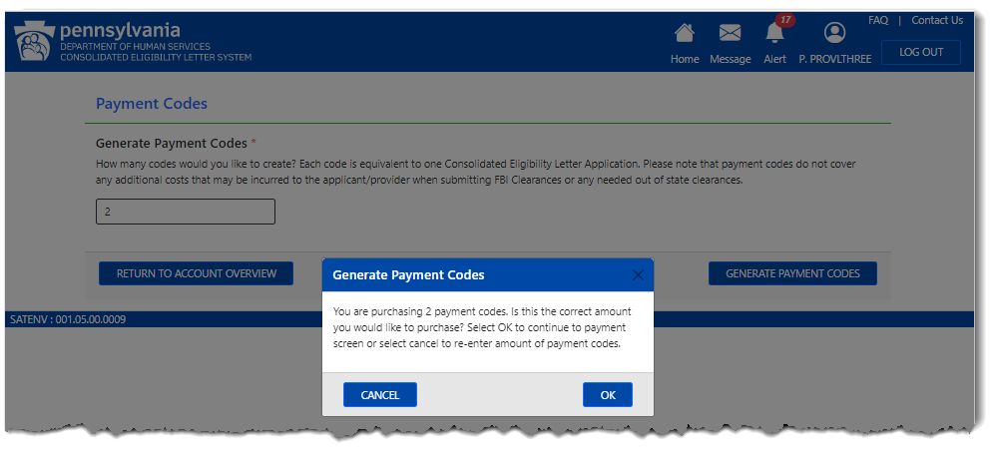 pennsylvania
DEPARTMENT OF HUMAN SERVICES
CONSOLIDATED ELIGIBILITY LETTER SYSTEM
17
Home
Message
Alert
P. PROVLTHREE
FAQ | Contact Us
LOG OUT
Payment Codes
Generate Payment Codes *
How many codes would you like to create? Each code is equivalent to one Consolidated Eligibility Letter Application. Please note that payment codes do not cover
any additional costs that may be incurred to the applicant/provider when submitting FBI Clearances or any needed out of state clearances.
2
RETURN TO ACCOUNT OVERVIEW
GENERATE PAYMENT CODES
Generate Payment Codes
You are purchasing 2 payment codes. Is this the correct amount
you would like to purchase? Select OK to continue to payment
screen or select cancel to re-enter amount of payment codes.
CANCEL
OK
SATENV : 001.05.00.0009